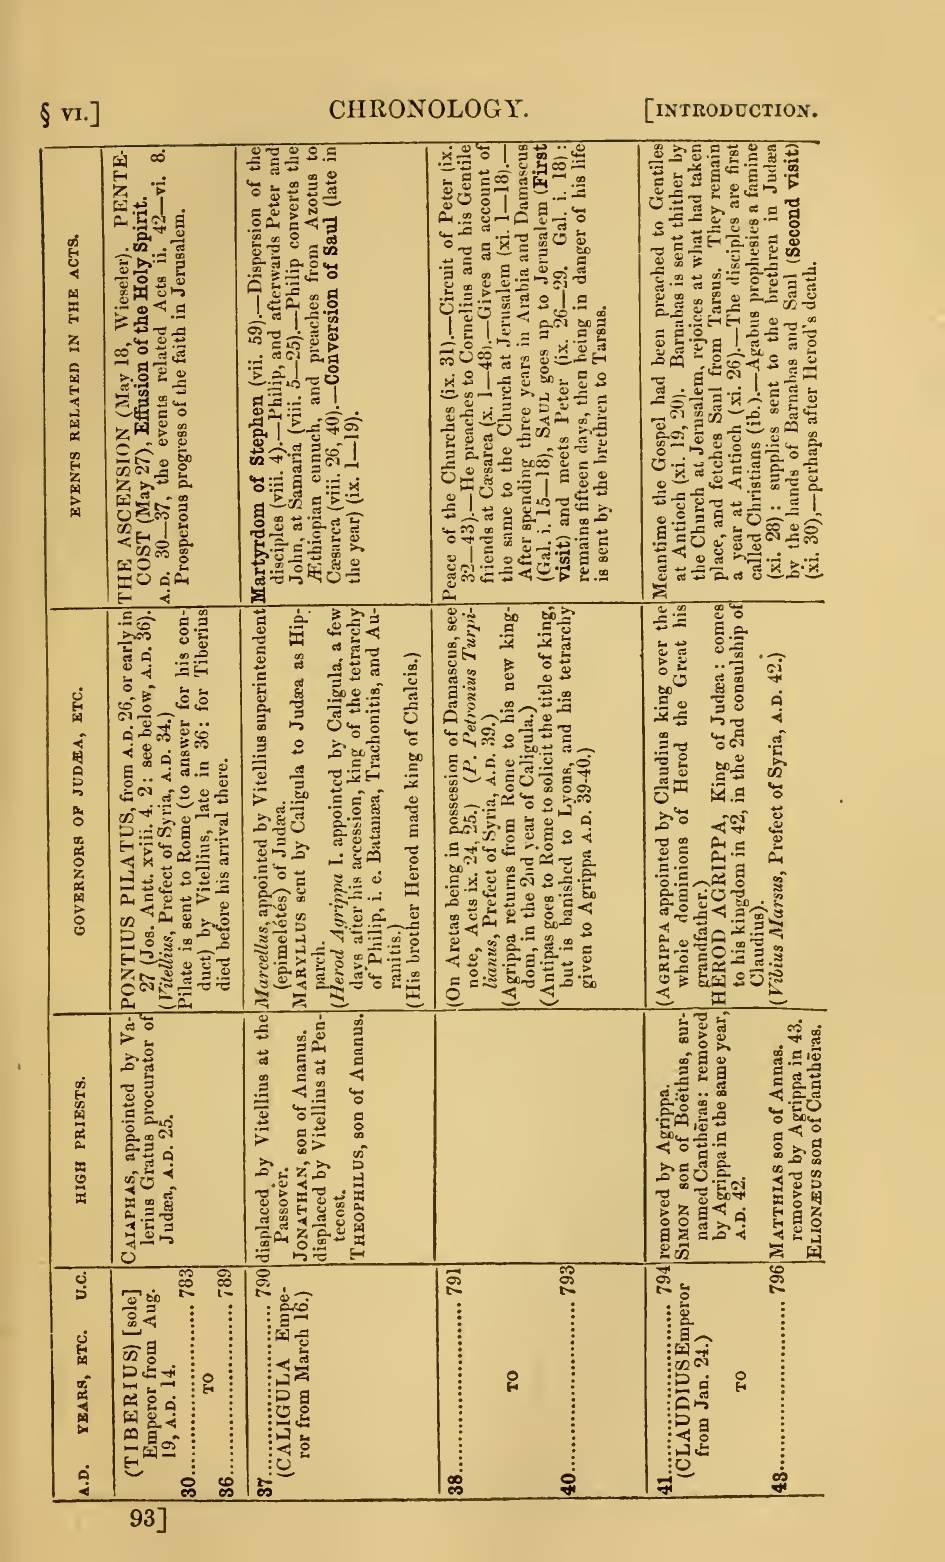 § VI.] CHRONOLOGY. [INTRODUCTION.
A.D. YEARS, ETC. U.C.
(TIBERIUS) [sole]
Emperor from Aug.
19, A.D. 14.
30 ........................ 783
TO
36 ........................ 789
37 ........................ 790
(CALIGULA Empe-
ror from March 16.)
38 ........................ 791
TO
40 ........................ 793
41 ........................ 794
(CLAUDIUS Emperor
from Jan. 24.)
TO
43 ........................ 796
HIGH PRIESTS.
CAIAPHAS, appointed by Va-
lerius Gratus procurator of
Judæa, A.D. 25.
displaced by Vitellius at the
Passover.
JONATHAN, son of Ananus.
displaced by Vitellius at Pen-
tecost.
THEOPHILUS, son of Ananus.
removed by Agrippa.
SIMON son of Boëthus, sur-
named Canthēras: removed
by Agrippa in the same year,
A.D. 42.
MATTHIAS son of Annas.
removed by Agrippa in 43.
ELIONÆUS son of Canthēras.
GOVERNORS OF JUDÆA, ETC.
PONTIUS PILATUS, from A.D. 26, or early in
27 (Jos. Antt. xviii. 4. 2; see below, A.D. 36).
(Vitellius, Prefect of Syria, A.D. 34.)
Pilate is sent to Rome (to answer for his con-
duct) by Vitellius, late in 36: for Tiberius
died before his arrival there.
Marcellus, appointed by Vitellius superintendent
(epimelētēs) of Judæa.
MARYLLUS sent by Caligula to Judæa as Hip-
parch.
(Herod Agrippa I. appointed by Caligula, a few
days after his accession, king of the tetrarchy
of Philip, i. e. Batanæa, Trachonitis, and Au-
ranitis.)
(His brother Herod made king of Chalcis.)
(On Aretas being in possession of Damascus, see
note, Acts ix. 24, 25.) (P. Petronius Turpi-
lianus, Prefect of Syria, A.D. 39.)
(Agrippa returns from Rome to his new king-
dom, in the 2nd year of Caligula.)
(Antipas goes to Rome to solicit the title of king,
but is banished to Lyons, and his tetrarchy
given to Agrippa A.D. 39-40.)
(AGRIPPA appointed by Claudius king over the
whole dominions of Herod the Great his
grandfather.)
HEROD AGRIPPA, King of Judæa: comes
to his kingdom in 42, in the 2nd consulship of
Claudius).
(Vibius Marsus, Prefect of Syria, A.D. 42.)
EVENTS RELATED IN THE ACTS.
THE ASCENSION (May 18, Wieseler). PENTE-
COST (May 27), Effusion of the Holy Spirit.
A.D. 30—37, the events related Acts ii. 42—vi. 8.
Prosperous progress of the faith in Jerusalem.
Martyrdom of Stephen (vii. 59).—Dispersion of the
disciples (viii. 4).—Philip, and afterwards Peter and
John, at Samaria (viii. 5—25).—Philip converts the
Æthiopian eunuch, and preaches from Azotus to
Cæsarea (viii. 26, 40).—Conversion of Saul (late in
the year) (ix. 1—19).
Peace of the Churches (ix. 31).—Circuit of Peter (ix.
32—43).—He preaches to Cornelius and his Gentile
friends at Cæsarea (x. 1—48).—Gives an account of
the same to the Church at Jerusalem (xi. 1—18).—
After spending three years in Arabia and Damascus
(Gal. i. 15—18), SAUL goes up to Jerusalem (First
visit) and meets Peter (ix. 26—29. Gal. i. 18):
remains fifteen days, then being in danger of his life
is sent by the brethren to Tarsus.
Meantime the Gospel had been preached to Gentiles
at Antioch (xi. 19, 20). Barnabas is sent thither by
the Church at Jerusalem, rejoices at what had taken
place, and fetches Saul from Tarsus. They remain
a year at Antioch (xi. 26).—The disciples are first
called Christians (ib.).—Agabus prophesies a famine
(xi. 28): supplies sent to the brethren in Judæa
by the hands of Barnabas and Saul (Second visit)
(xi. 30),—perhaps after Herod's death.
93]